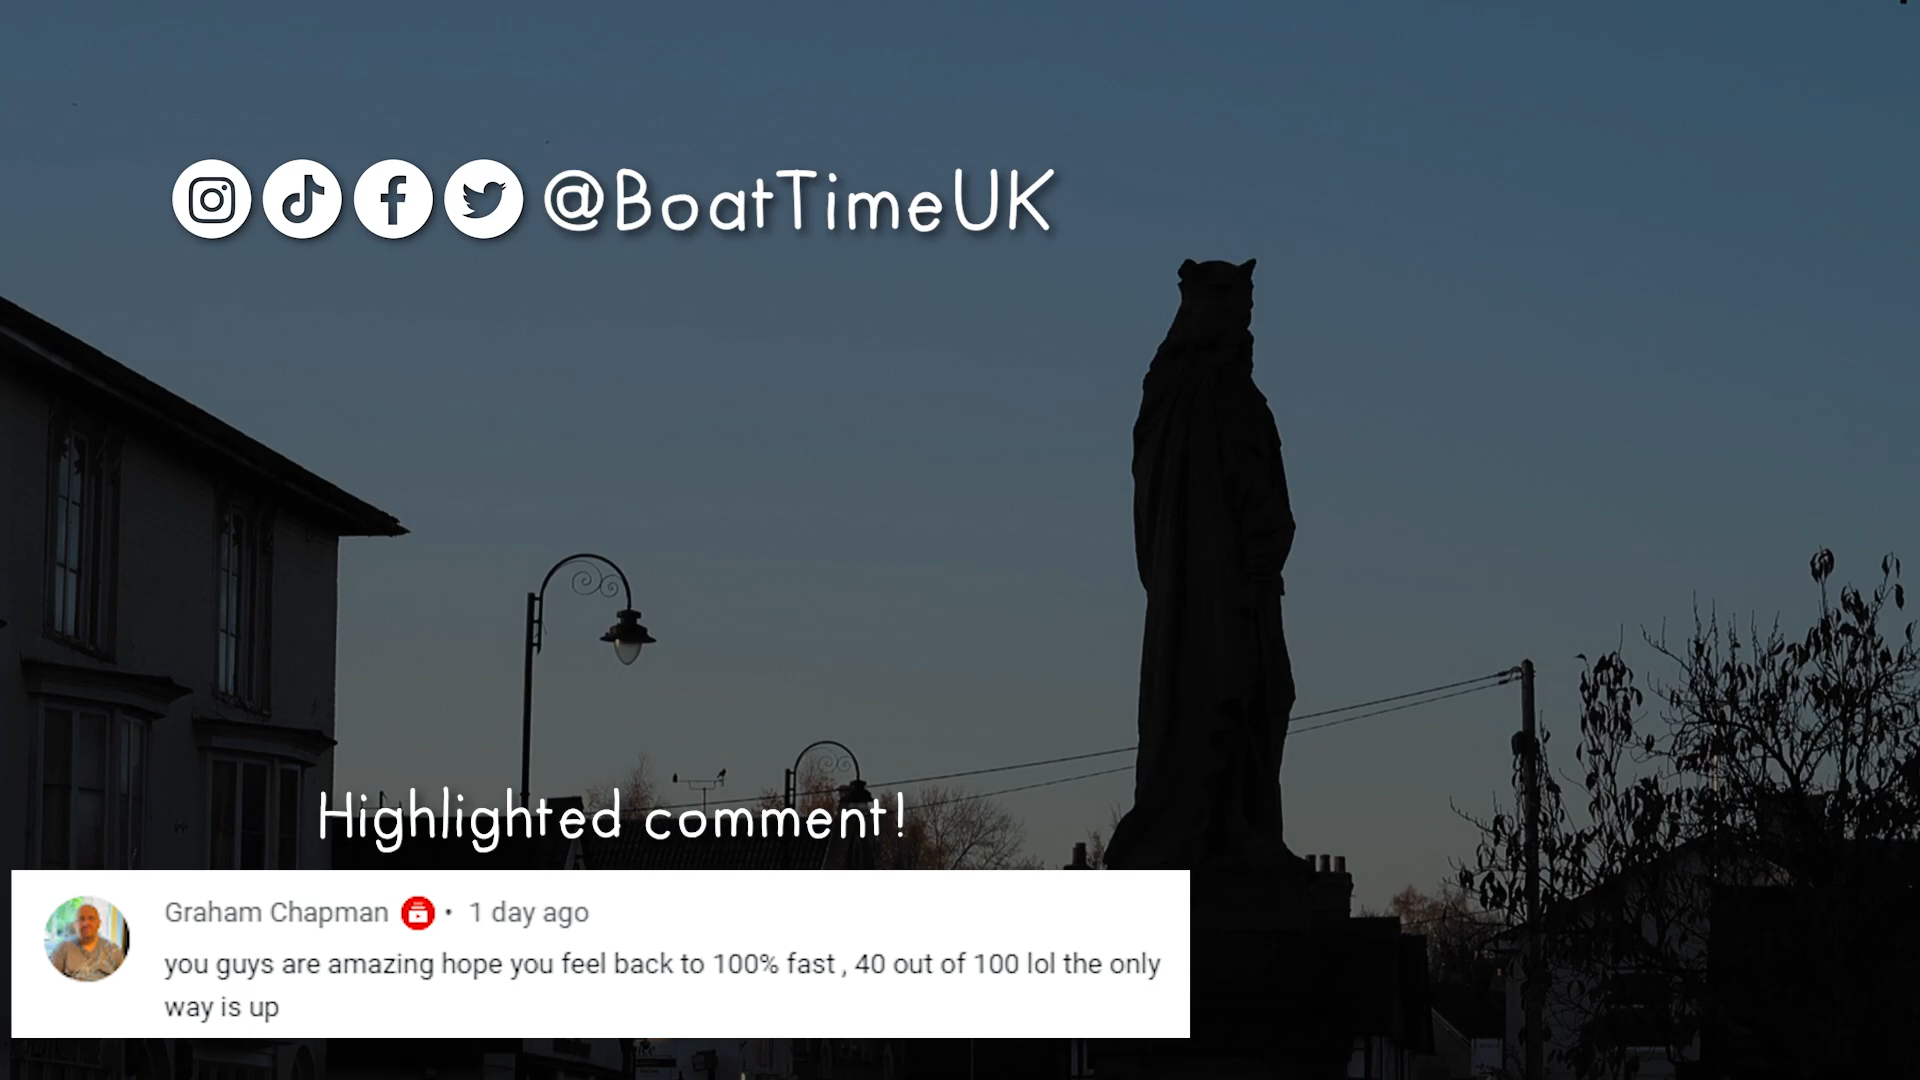 @BoatTimeUK
Highlighted comment!
Graham Chapman • 1 day ago
you guys are amazing hope you feel back to 100% fast , 40 out of 100 lol the only
way is up